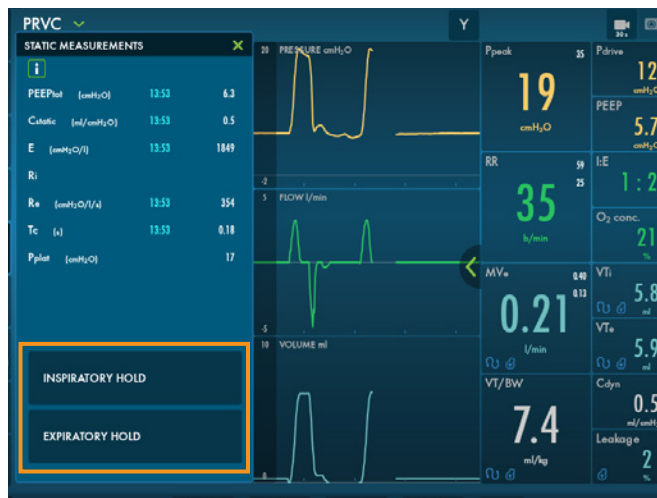 PRVC
Y
30 s
STATIC MEASUREMENTS
i
PEEPtot (cmH₂O) 13:53 6.3
Cstatic (ml/cmH₂O) 13:53 0.5
E (cmH₂O/l) 13:53 1849
Ri
Re (cmH₂O/l/s) 13:53 354
Tc (s) 13:53 0.18
Pplat (cmH₂O) 17
INSPIRATORY HOLD
EXPIRATORY HOLD
20 PRESSURE cmH₂O
-2
5 FLOW l/min
-5
10 VOLUME ml
0
Ppeak 35
19
cmH₂O
RR 59
25
35
b/min
MVe 0.40
0.13
0.21
l/min
VT/BW
7.4
ml/kg
Pdrive
12
cmH₂O
PEEP
5.7
cmH₂O
I:E
1 : 2
O₂ conc.
21
%
VTi
5.8
ml
VTe
5.9
ml
Cdyn
0.5
Leakage
2
%